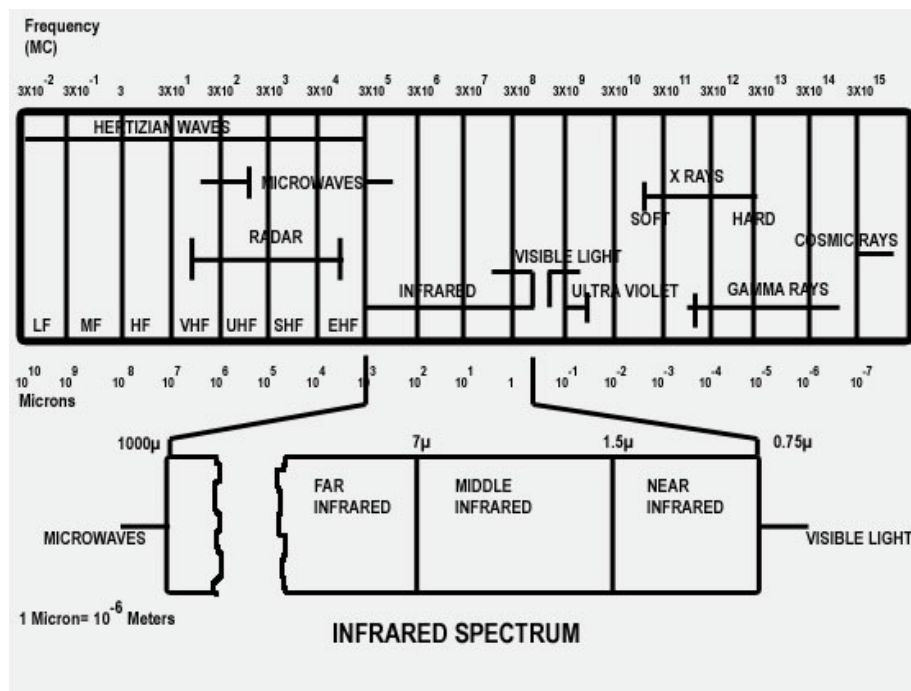 Frequency
(MC)
3X10⁻² 3X10⁻¹ 3 3X10¹ 3X10² 3X10³ 3X10⁴ 3X10⁵ 3X10⁶ 3X10⁷ 3X10⁸ 3X10⁹ 3X10¹⁰ 3X10¹¹ 3X10¹² 3X10¹³ 3X10¹⁴ 3X10¹⁵
HERTIZIAN WAVES
MICROWAVES
X RAYS
SOFT HARD
RADAR
COSMIC RAYS
VISIBLE LIGHT
INFRARED
ULTRA VIOLET
GAMMA RAYS
LF MF HF VHF UHF SHF EHF
10¹⁰ 10⁹ 10⁸ 10⁷ 10⁶ 10⁵ 10⁴ 10³ 10² 10¹ 1 10⁻¹ 10⁻² 10⁻³ 10⁻⁴ 10⁻⁵ 10⁻⁶ 10⁻⁷
Microns
1000µ 7µ 1.5µ 0.75µ
FAR
INFRARED
MIDDLE
INFRARED
NEAR
INFRARED
MICROWAVES
VISIBLE LIGHT
1 Micron= 10⁻⁶ Meters
INFRARED SPECTRUM